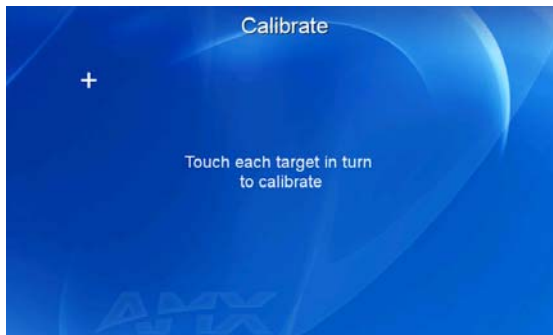 Calibrate
+
Touch each target in turn
to calibrate
AMX